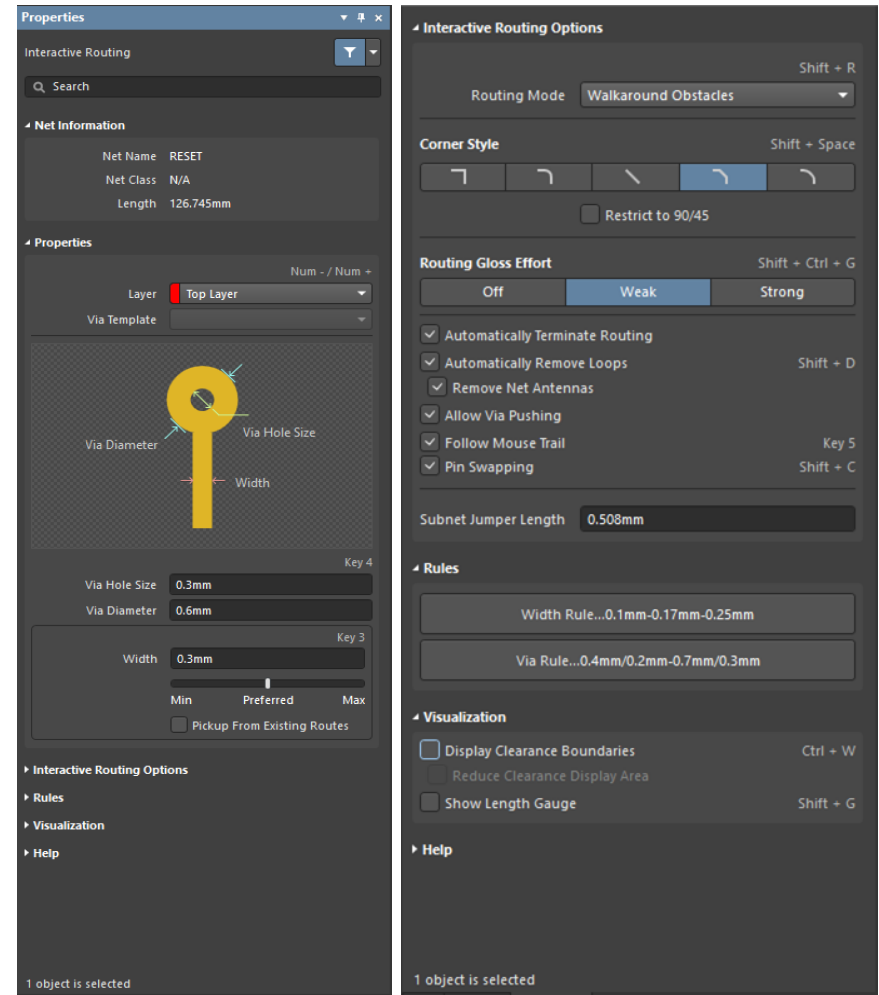 Properties
Interactive Routing
Search
Net Information
Net Name RESET
Net Class N/A
Length 126.745mm
Properties
Num - / Num +
Layer Top Layer
Via Template
Via Diameter
Via Hole Size
Width
Key 4
Via Hole Size 0.3mm
Via Diameter 0.6mm
Key 3
Width 0.3mm
Min Preferred Max
Pickup From Existing Routes
Interactive Routing Options
Rules
Visualization
Help
1 object is selected
Interactive Routing Options
Shift + R
Routing Mode Walkaround Obstacles
Corner Style Shift + Space
Restrict to 90/45
Routing Gloss Effort Shift + Ctrl + G
Off Weak Strong
Automatically Terminate Routing
Automatically Remove Loops Shift + D
Remove Net Antennas
Allow Via Pushing
Follow Mouse Trail Key 5
Pin Swapping Shift + C
Subnet Jumper Length 0.508mm
Rules
Width Rule...0.1mm-0.17mm-0.25mm
Via Rule...0.4mm/0.2mm-0.7mm/0.3mm
Visualization
Display Clearance Boundaries Ctrl + W
Reduce Clearance Display Area
Show Length Gauge Shift + G
Help
1 object is selected